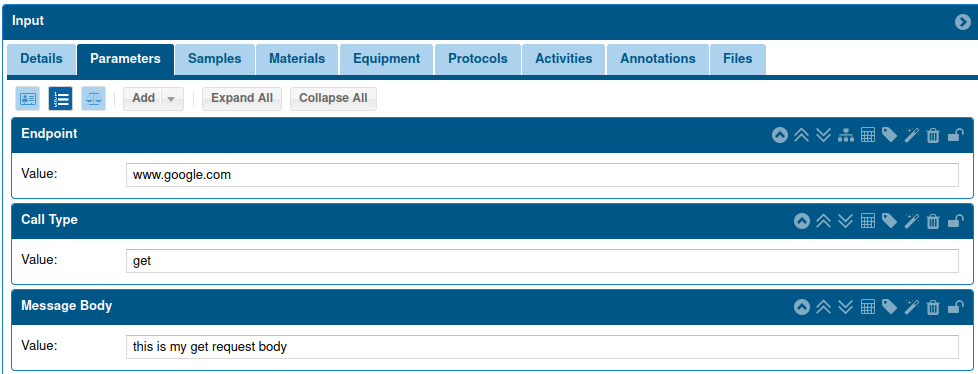 Input
Details Parameters Samples Materials Equipment Protocols Activities Annotations Files
Add Expand All Collapse All
Endpoint
Value: www.google.com
Call Type
Value: get
Message Body
Value: this is my get request body